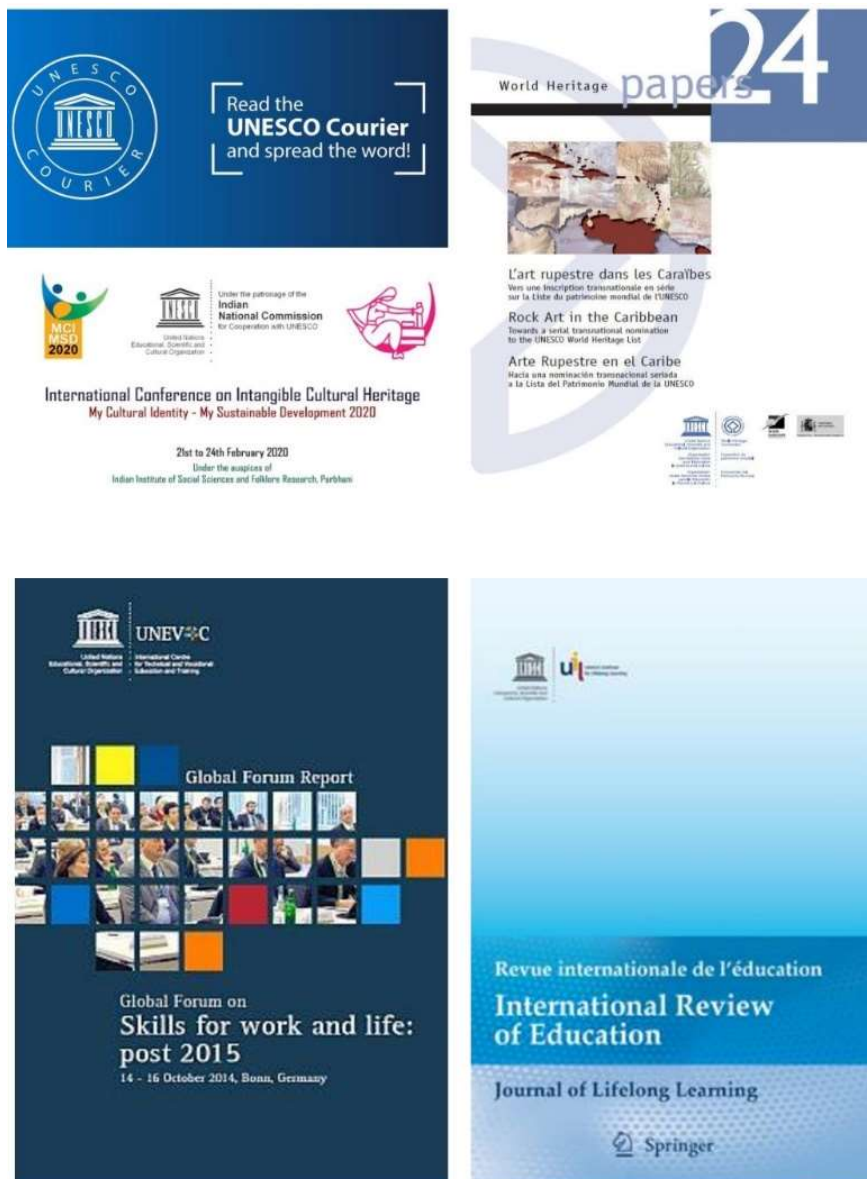 UNESCO
COURIER
UNESCO
Read the
UNESCO Courier
and spread the word!
MCI
MSD
2020
UNESCO
United Nations
Educational, Scientific and
Cultural Organization
Under the patronage of the
Indian
National Commission
for Cooperation with UNESCO
International Conference on Intangible Cultural Heritage
My Cultural Identity - My Sustainable Development 2020
21st to 24th February 2020
Under the auspices of
Indian Institute of Social Sciences and Folklore Research, Parbhani
24
World Heritage papers
L'art rupestre dans les Caraïbes
Vers une inscription transnationale en série
sur la Liste du patrimoine mondial de l'UNESCO
Rock Art in the Caribbean
Towards a serial transnational nomination
to the UNESCO World Heritage List
Arte Rupestre en el Caribe
Hacia una nominación transnacional seriada
a la Lista del Patrimonio Mundial de la UNESCO
UNEVOC
United Nations
Educational, Scientific and
Cultural Organization
International Centre
for Technical and Vocational
Education and Training
Global Forum Report
Global Forum on
Skills for work and life:
post 2015
14 - 16 October 2014, Bonn, Germany
uil
Revue internationale de l'éducation
International Review
of Education
Journal of Lifelong Learning
Springer